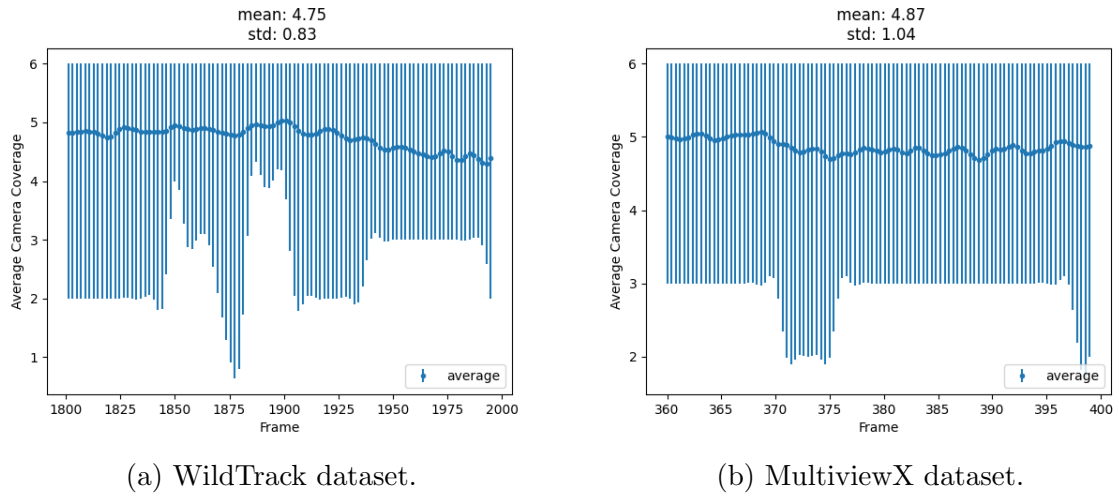 mean: 4.75
std: 0.83
6
5
4
3
2
1
Average Camera Coverage
average
1800 1825 1850 1875 1900 1925 1950 1975 2000
Frame
(a) WildTrack dataset.
mean: 4.87
std: 1.04
6
5
4
3
2
Average Camera Coverage
average
360 365 370 375 380 385 390 395 400
Frame
(b) MultiviewX dataset.